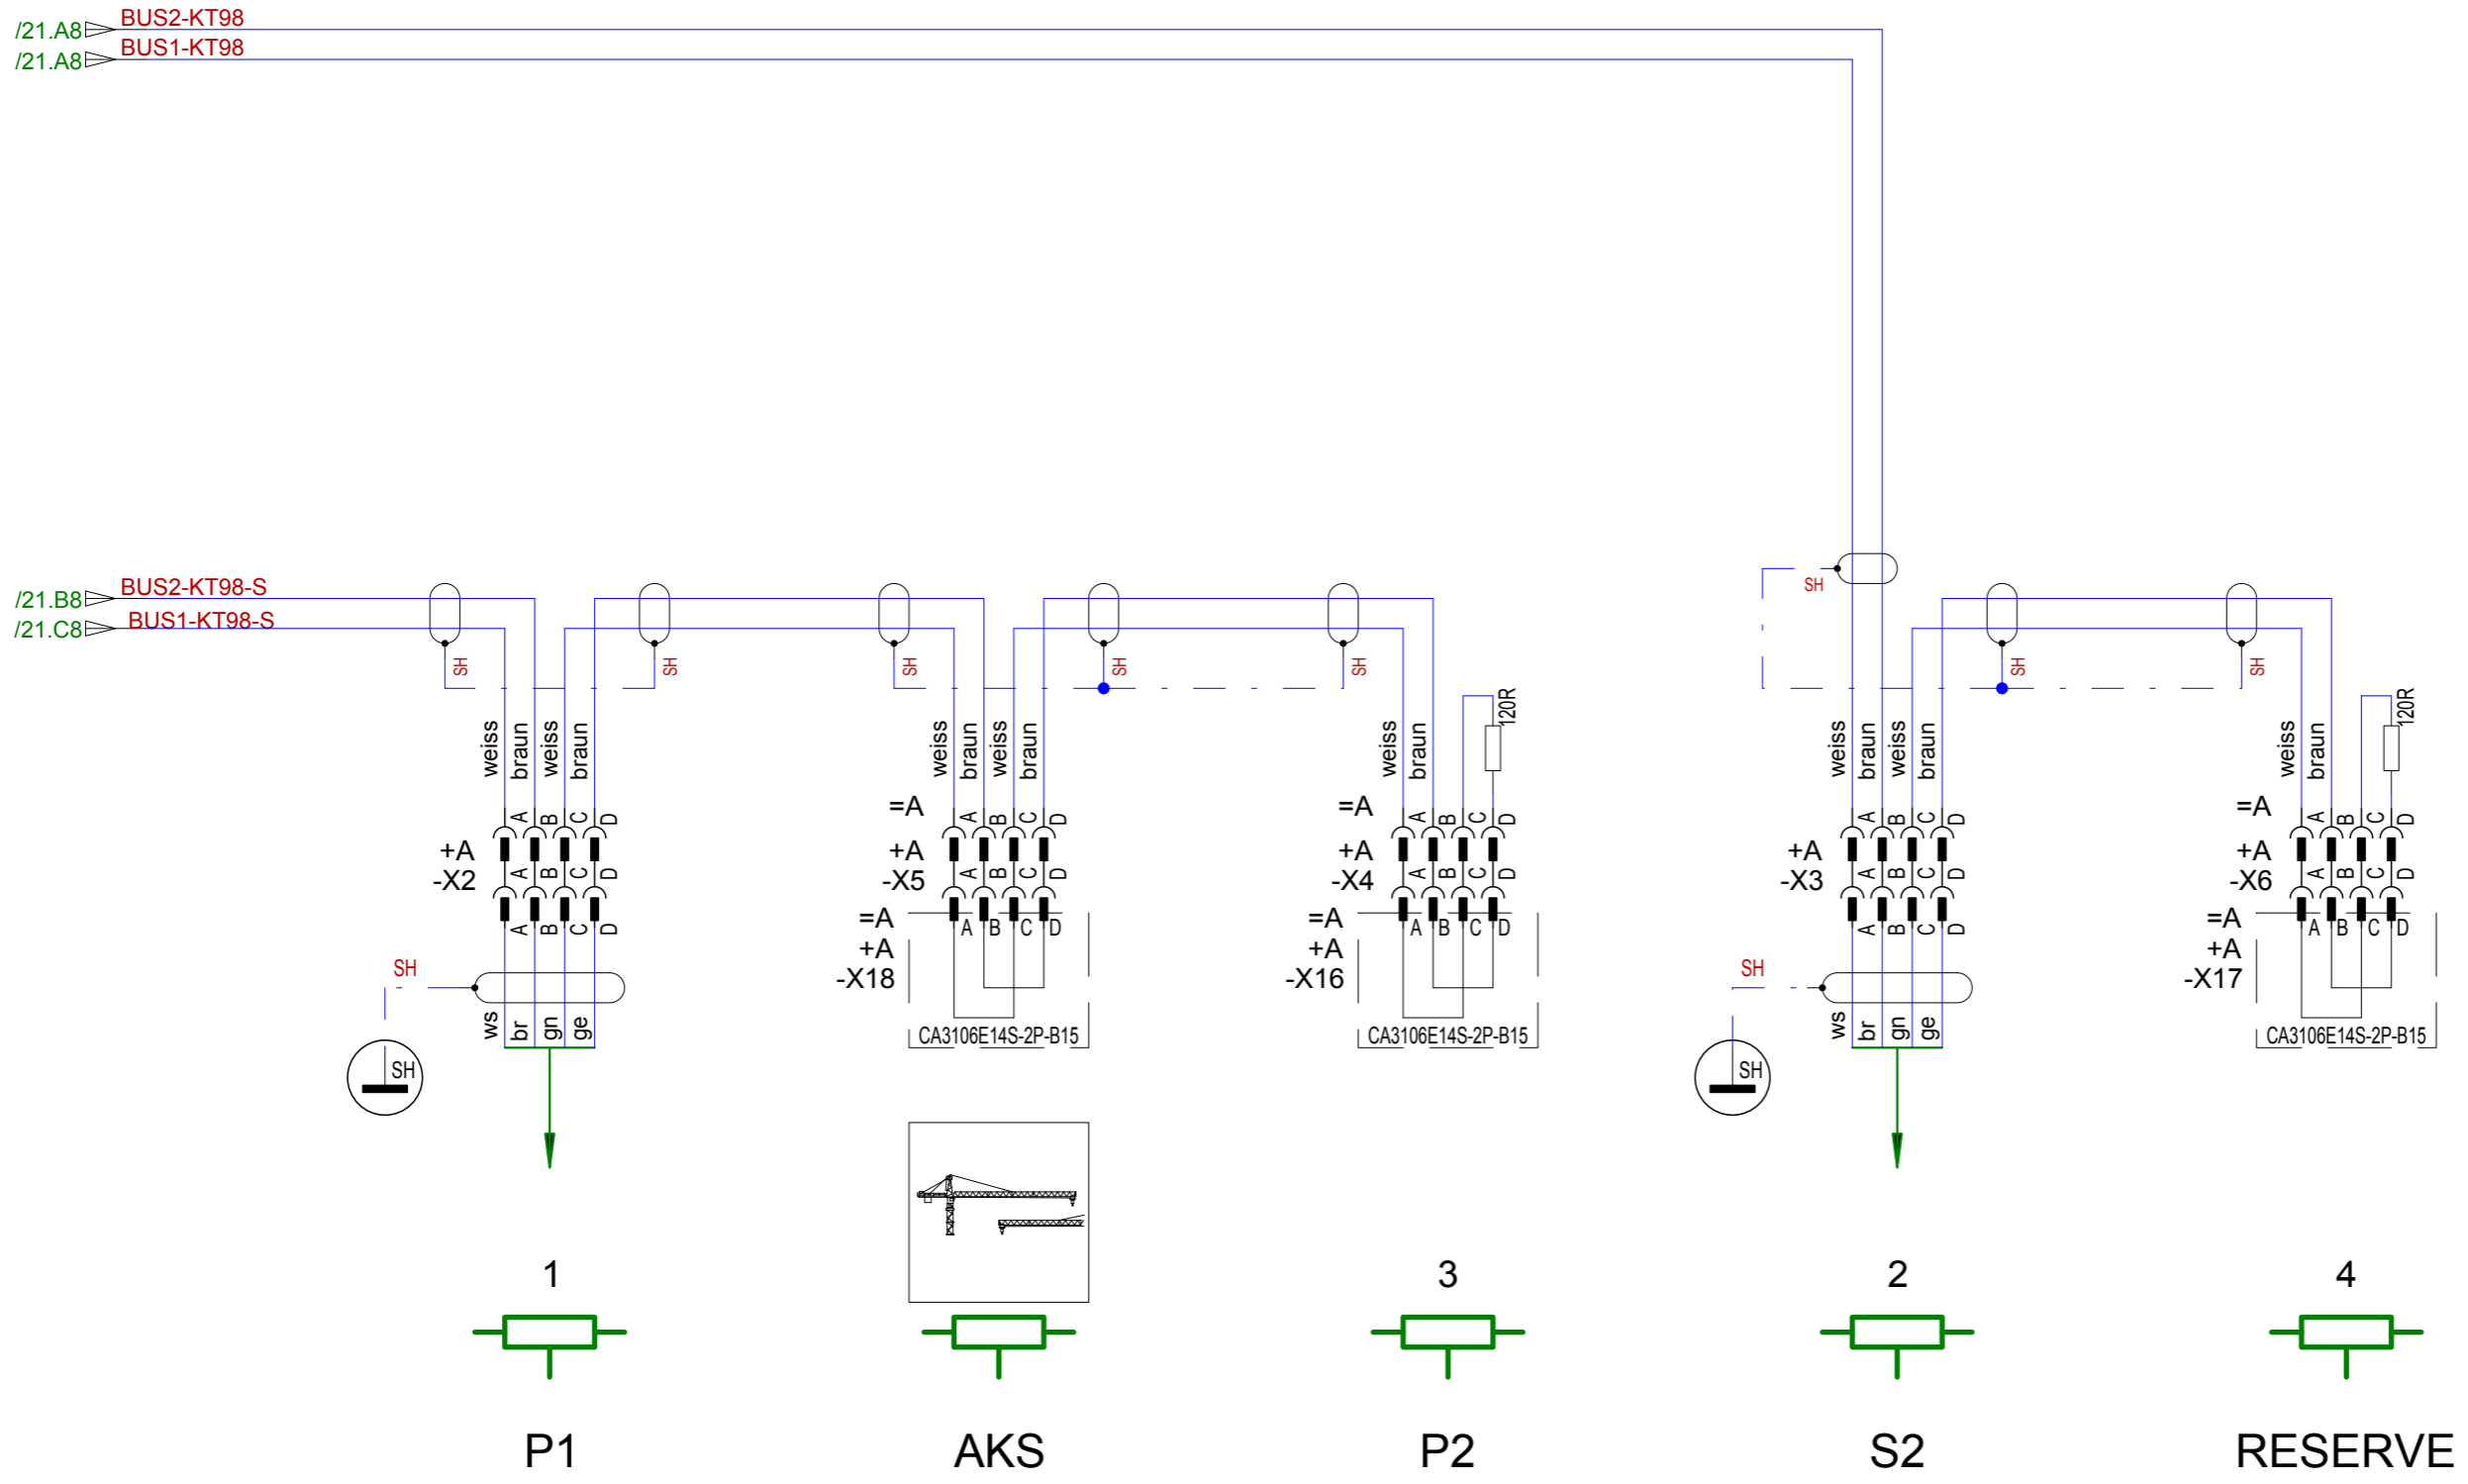 /21.A8 BUS2-KT98
/21.A8 BUS1-KT98
/21.B8 BUS2-KT98-S
/21.C8 BUS1-KT98-S
SH SH SH SH SH SH SH SH
120R 120R
weiss braun weiss braun
weiss braun weiss braun
weiss braun
weiss braun weiss braun
weiss braun
=A =A =A
A B C D A B C D A B C D A B C D A B C D
+A +A +A +A +A
-X2 -X5 -X4 -X3 -X6
A B C D A B C D A B C D A B C D A B C D
=A =A =A
A B C D A B C D A B C D A B C D A B C D
+A +A +A
-X18 -X16 -X17
SH SH
ws br gn ge
ws br gn ge
CA3106E14S-2P-B15 CA3106E14S-2P-B15 CA3106E14S-2P-B15
SH SH
1 3 2 4
P1 AKS P2 S2 RESERVE